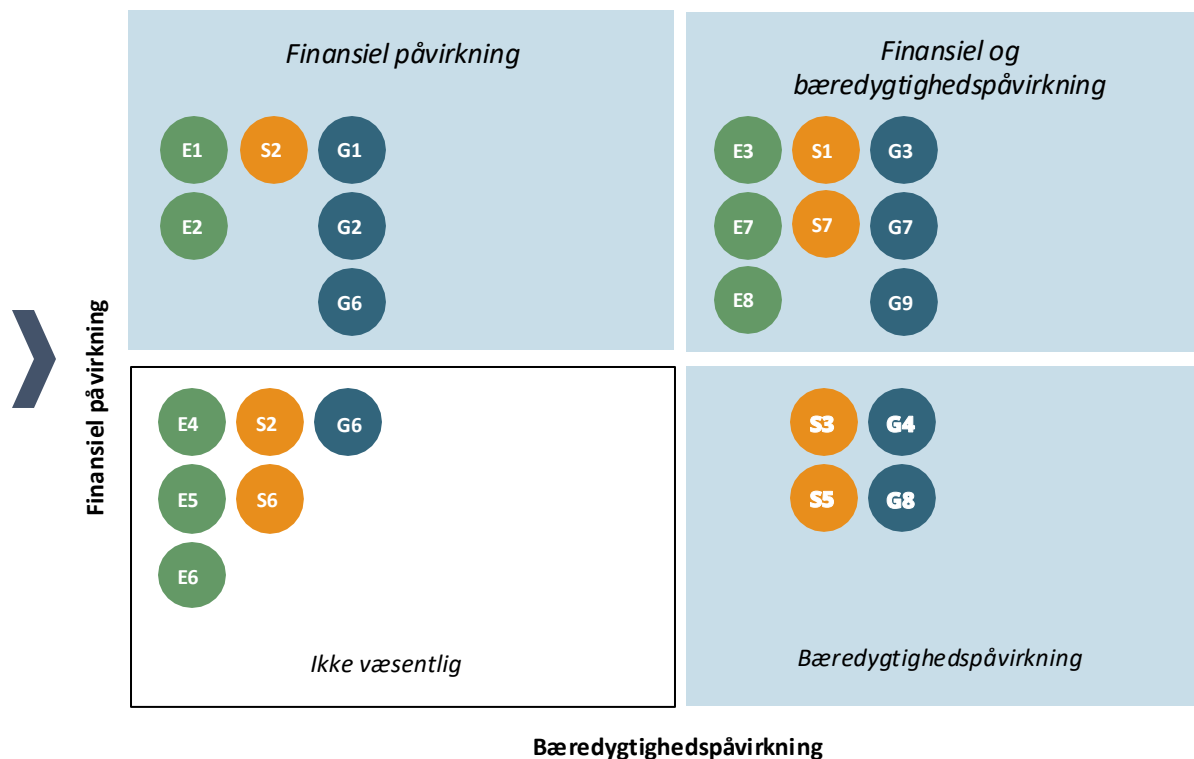 Finansiel påvirkning
E1 S2 G1
E2 G2
G6
Finansiel og
bæredygtighedspåvirkning
E3 S1 G3
E7 S7 G7
E8 G9
Finansiel påvirkning
E4 S2 G6
E5 S6
E6
Ikke væsentlig
S3 G4
S5 G8
Bæredygtighedspåvirkning
Bæredygtighedspåvirkning